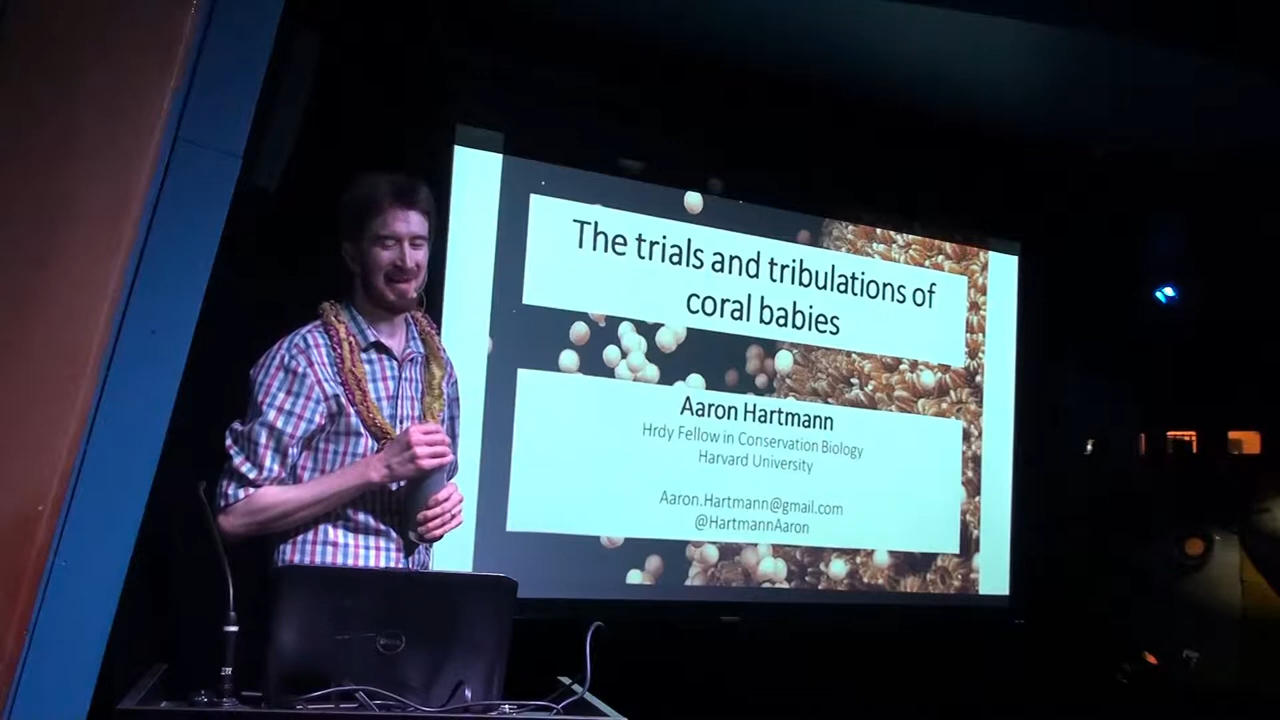 The trials and tribulations of
coral babies
Aaron Hartmann
Hrdy Fellow in Conservation Biology
Harvard University
Aaron.Hartmann@gmail.com
@HartmannAaron
DELL